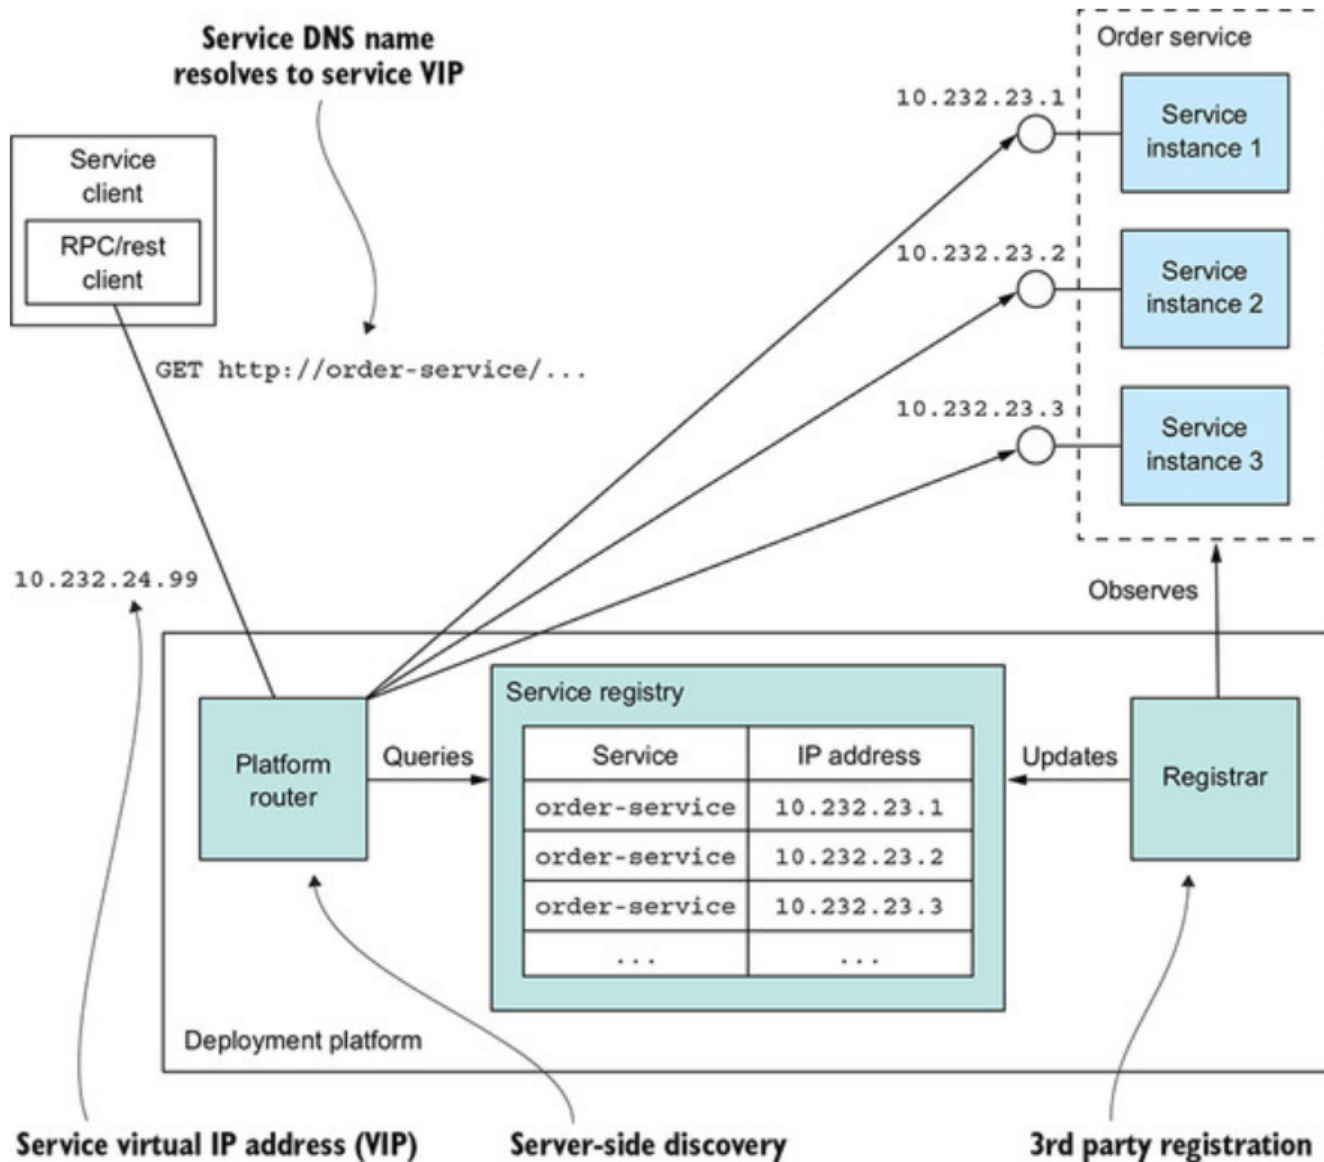 Service DNS name
resolves to service VIP
Order service
10.232.23.1
Service
instance 1
Service
client
RPC/rest
client
10.232.23.2
Service
instance 2
GET http://order-service/...
10.232.23.3
Service
instance 3
10.232.24.99
Observes
Service registry
Platform
router
Queries
Service IP address
order-service 10.232.23.1
order-service 10.232.23.2
order-service 10.232.23.3
... ...
Updates
Registrar
Deployment platform
Service virtual IP address (VIP)
Server-side discovery
3rd party registration